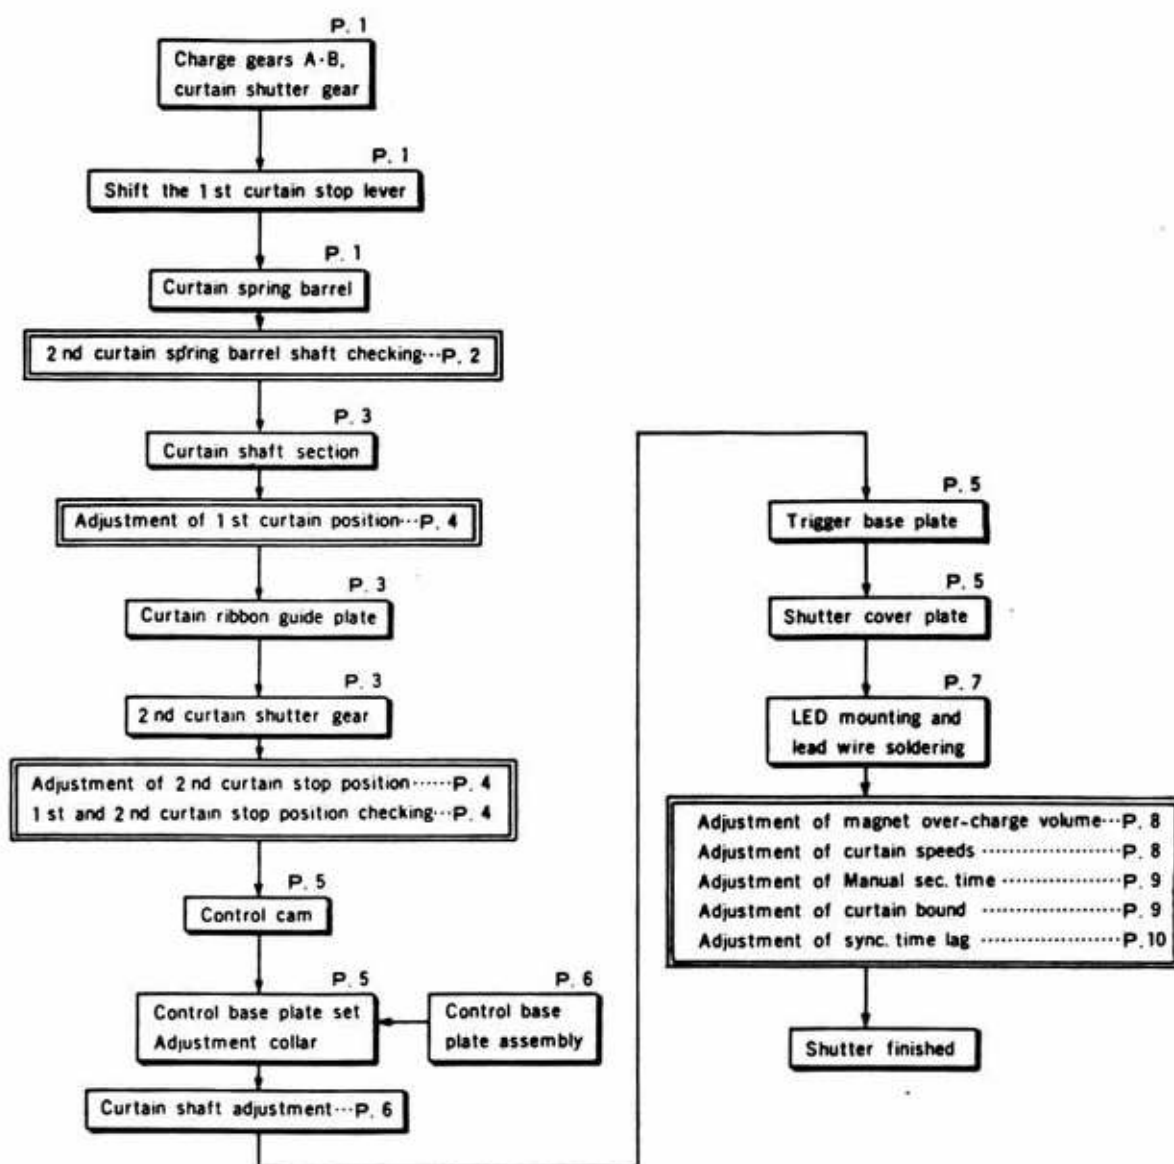 P. 1
Charge gears A·B,
curtain shutter gear
P. 1
Shift the 1st curtain stop lever
P. 1
Curtain spring barrel
2nd curtain spring barrel shaft checking…P. 2
P. 3
Curtain shaft section
Adjustment of 1st curtain position…P. 4
P. 3
Curtain ribbon guide plate
P. 3
2nd curtain shutter gear
Adjustment of 2nd curtain stop position……P. 4
1st and 2nd curtain stop position checking…P. 4
P. 5
Control cam
P. 5
Control base plate set
Adjustment collar
P. 6
Control base
plate assembly
Curtain shaft adjustment…P. 6
P. 5
Trigger base plate
P. 5
Shutter cover plate
P. 7
LED mounting and
lead wire soldering
Adjustment of magnet over-charge volume…P. 8
Adjustment of curtain speeds …………………P. 8
Adjustment of Manual sec. time ………………P. 9
Adjustment of curtain bound …………………P. 9
Adjustment of sync. time lag …………………P. 10
Shutter finished